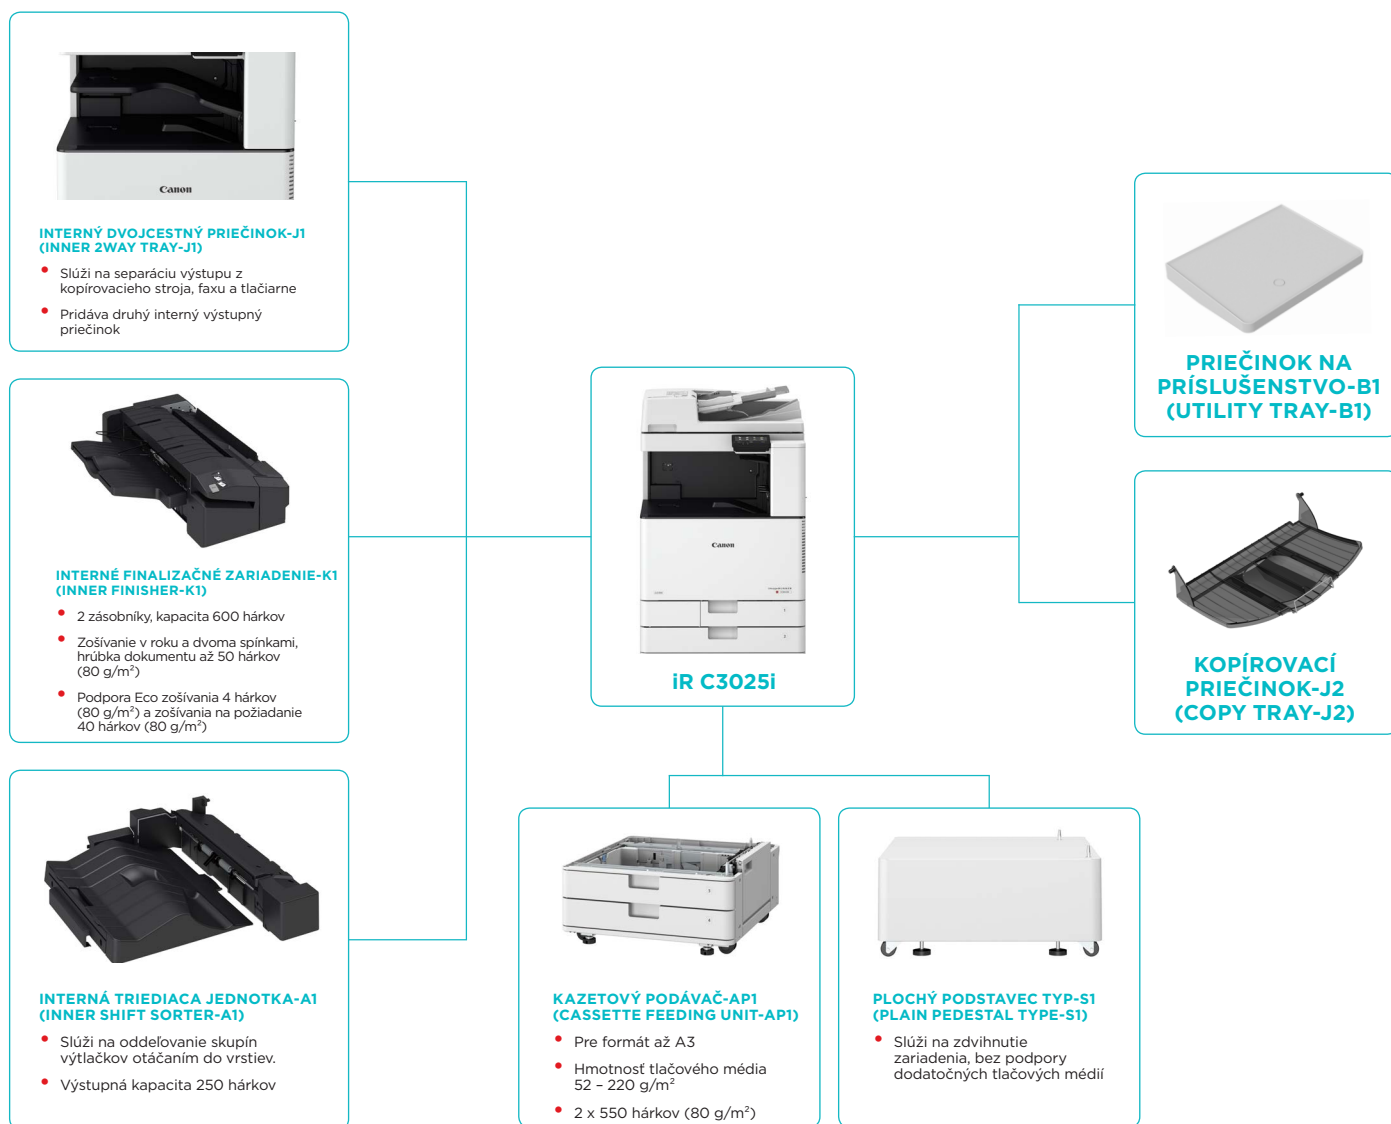 Canon
INTERNÝ DVOJCESTNÝ PRIEČINOK-J1
(INNER 2WAY TRAY-J1)
• Slúži na separáciu výstupu z
kopírovacieho stroja, faxu a tlačiarne
• Pridáva druhý interný výstupný
priečinok
INTERNÉ FINALIZAČNÉ ZARIADENIE-K1
(INNER FINISHER-K1)
• 2 zásobníky, kapacita 600 hárkov
• Zošívanie v roku a dvoma spínkami,
hrúbka dokumentu až 50 hárkov
(80 g/m²)
• Podpora Eco zošívania 4 hárkov
(80 g/m²) a zošívania na požiadanie
40 hárkov (80 g/m²)
INTERNÁ TRIEDIACA JEDNOTKA-A1
(INNER SHIFT SORTER-A1)
• Slúži na oddeľovanie skupín
výtlačkov otáčaním do vrstiev.
• Výstupná kapacita 250 hárkov
Canon
1
2
iR C3025i
KAZETOVÝ PODÁVAČ-AP1
(CASSETTE FEEDING UNIT-AP1)
• Pre formát až A3
• Hmotnosť tlačového média
52 – 220 g/m²
• 2 x 550 hárkov (80 g/m²)
PLOCHÝ PODSTAVEC TYP-S1
(PLAIN PEDESTAL TYPE-S1)
• Slúži na zdvihnutie
zariadenia, bez podpory
dodatočných tlačových médií
PRIEČINOK NA
PRÍSLUŠENSTVO-B1
(UTILITY TRAY-B1)
KOPÍROVACÍ
PRIEČINOK-J2
(COPY TRAY-J2)